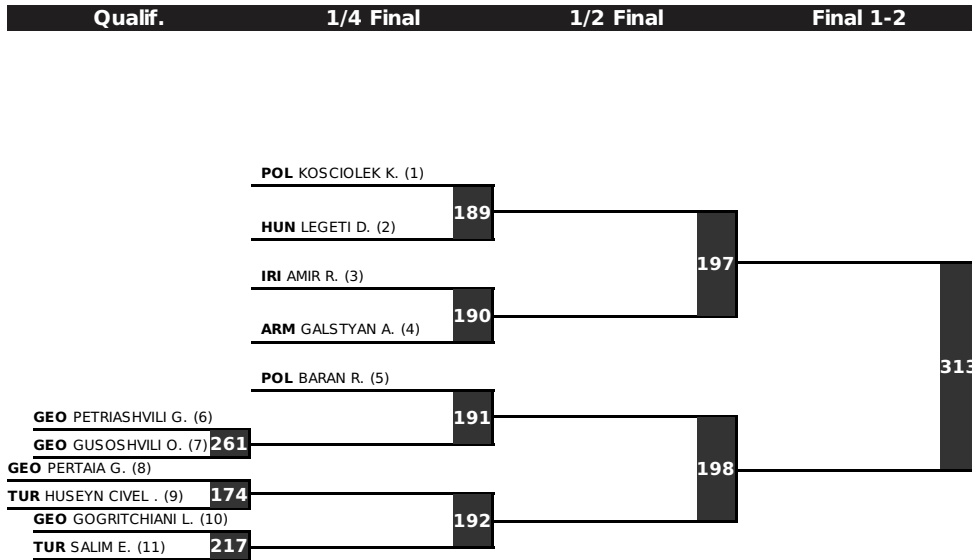 Qualif. 1/4 Final 1/2 Final Final 1-2
POL KOSCIOLEK K. (1)
189
HUN LEGETI D. (2)
197
IRI AMIR R. (3)
190
ARM GALSTYAN A. (4)
313
POL BARAN R. (5)
191
GEO PETRIASHVILI G. (6)
GEO GUSOSHVILI O. (7) 261
GEO PERTAIA G. (8)
198
TUR HUSEYN CIVEL . (9) 174
GEO GOGRITCHIANI L. (10)
192
TUR SALIM E. (11) 217